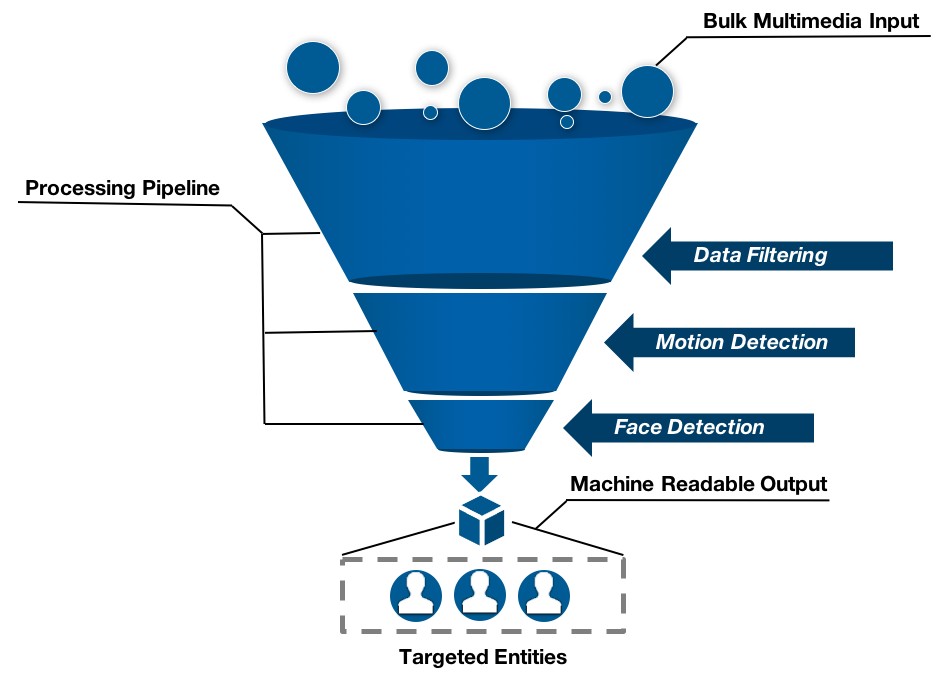 Bulk Multimedia Input
Processing Pipeline
Data Filtering
Motion Detection
Face Detection
Machine Readable Output
Targeted Entities